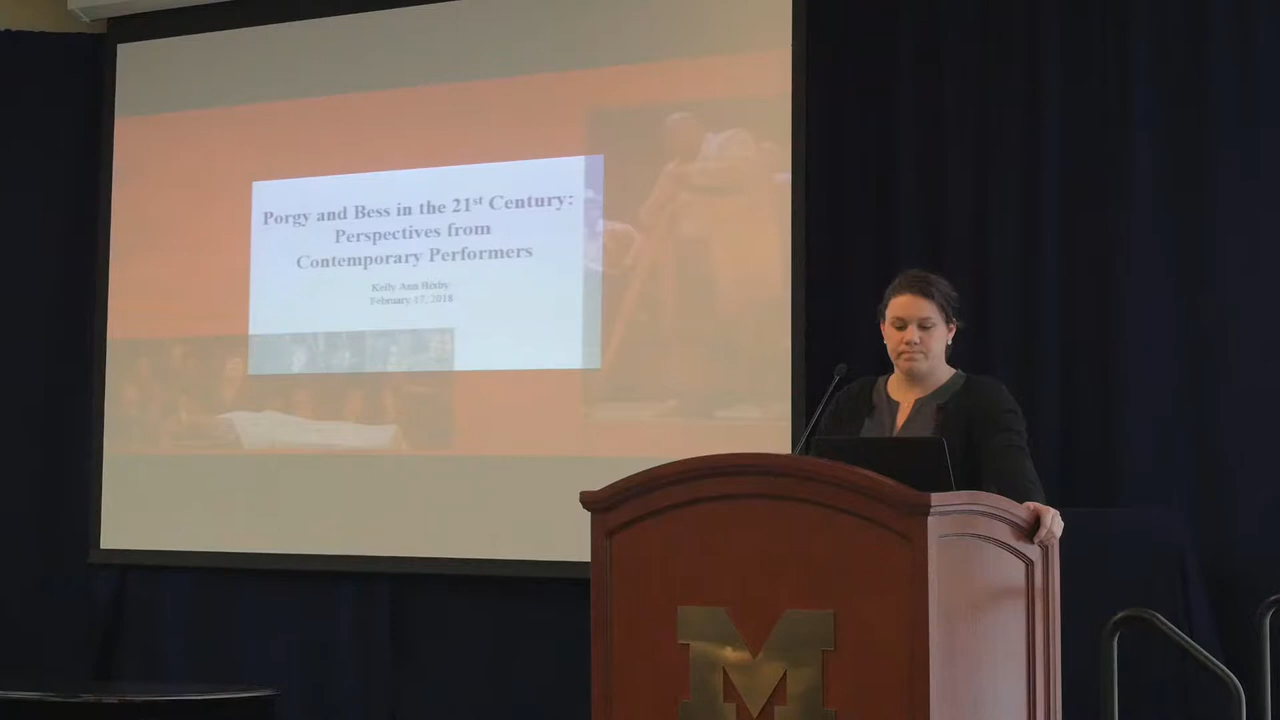 Porgy and Bess in the 21st Century:
Perspectives from
Contemporary Performers
Kelly Ann Bixby
February 17, 2018
M